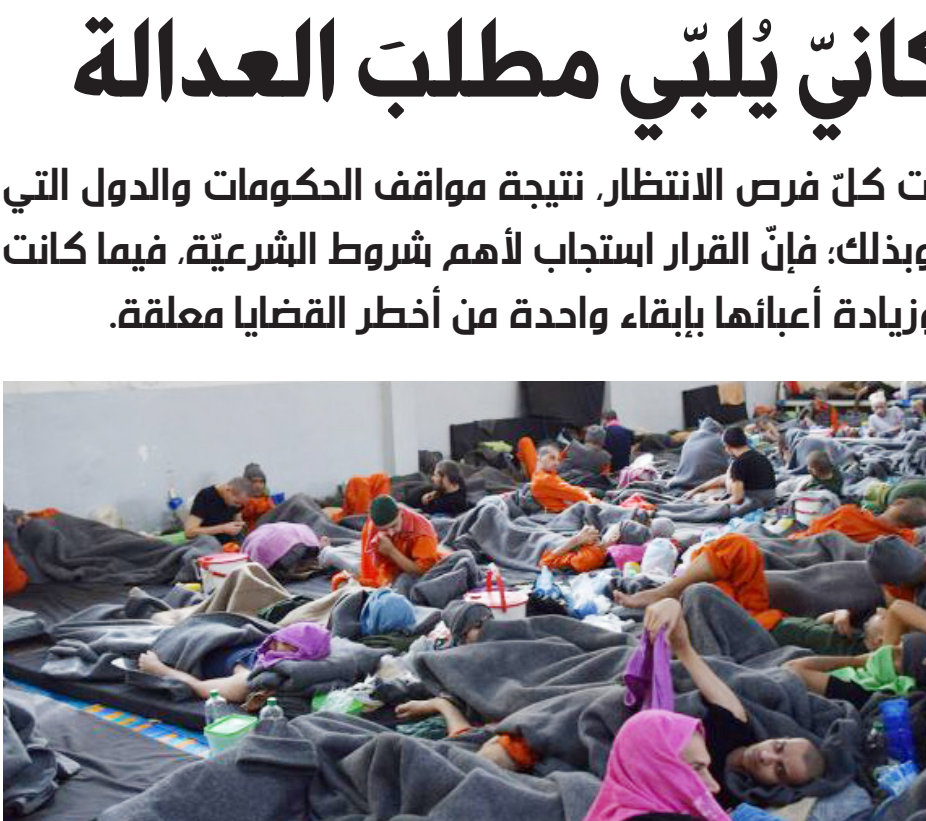 كانيّ يُلبّي مطلبَ العدالة
ت كلّ فرص الانتظار، نتيجة مواقف الحكومات والدول التي
وبذلك؛ فإنّ القرار استجاب لأهم شروط الشرعيّة، فيما كانت
وزيادة أعبائها بإبقاء واحدة من أخطر القضايا معلقة.